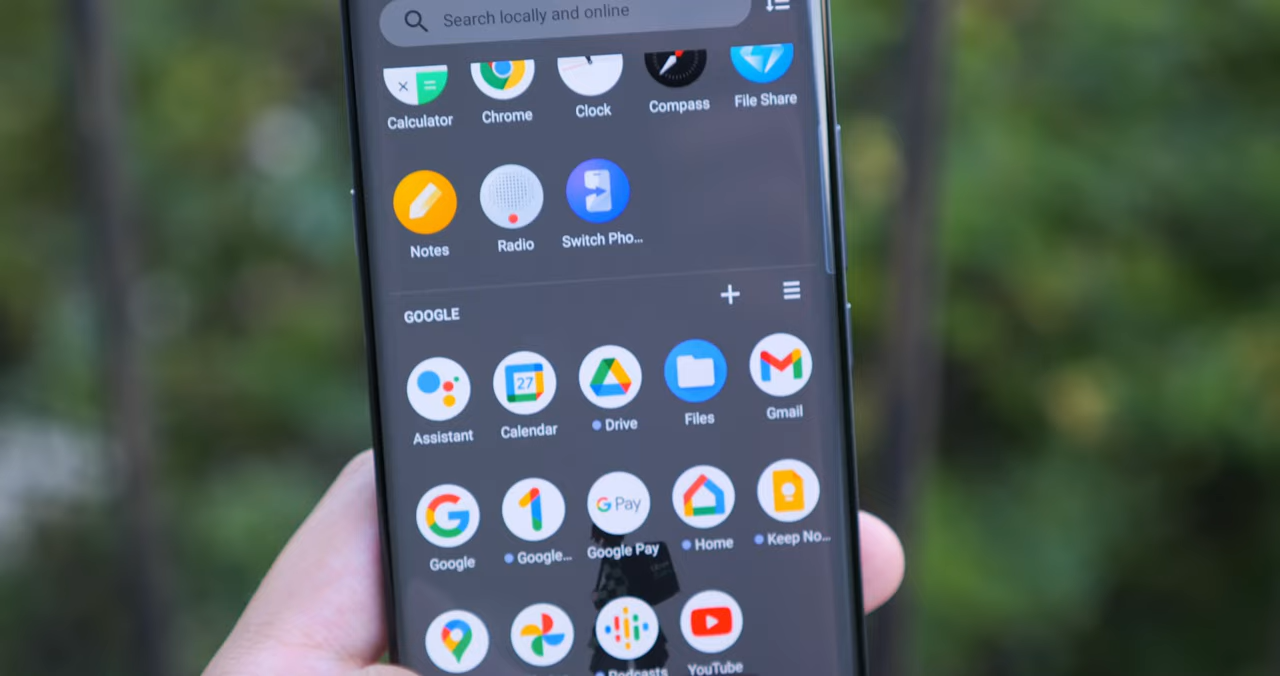 Search locally and online
Calculator
Chrome
Clock
Compass
File Share
Notes
Radio
Switch Pho...
GOOGLE
27
Assistant
Calendar
Drive
Files
Gmail
G Pay
Google
Google...
Google Pay
Home
Keep No...
Podcasts
YouTube